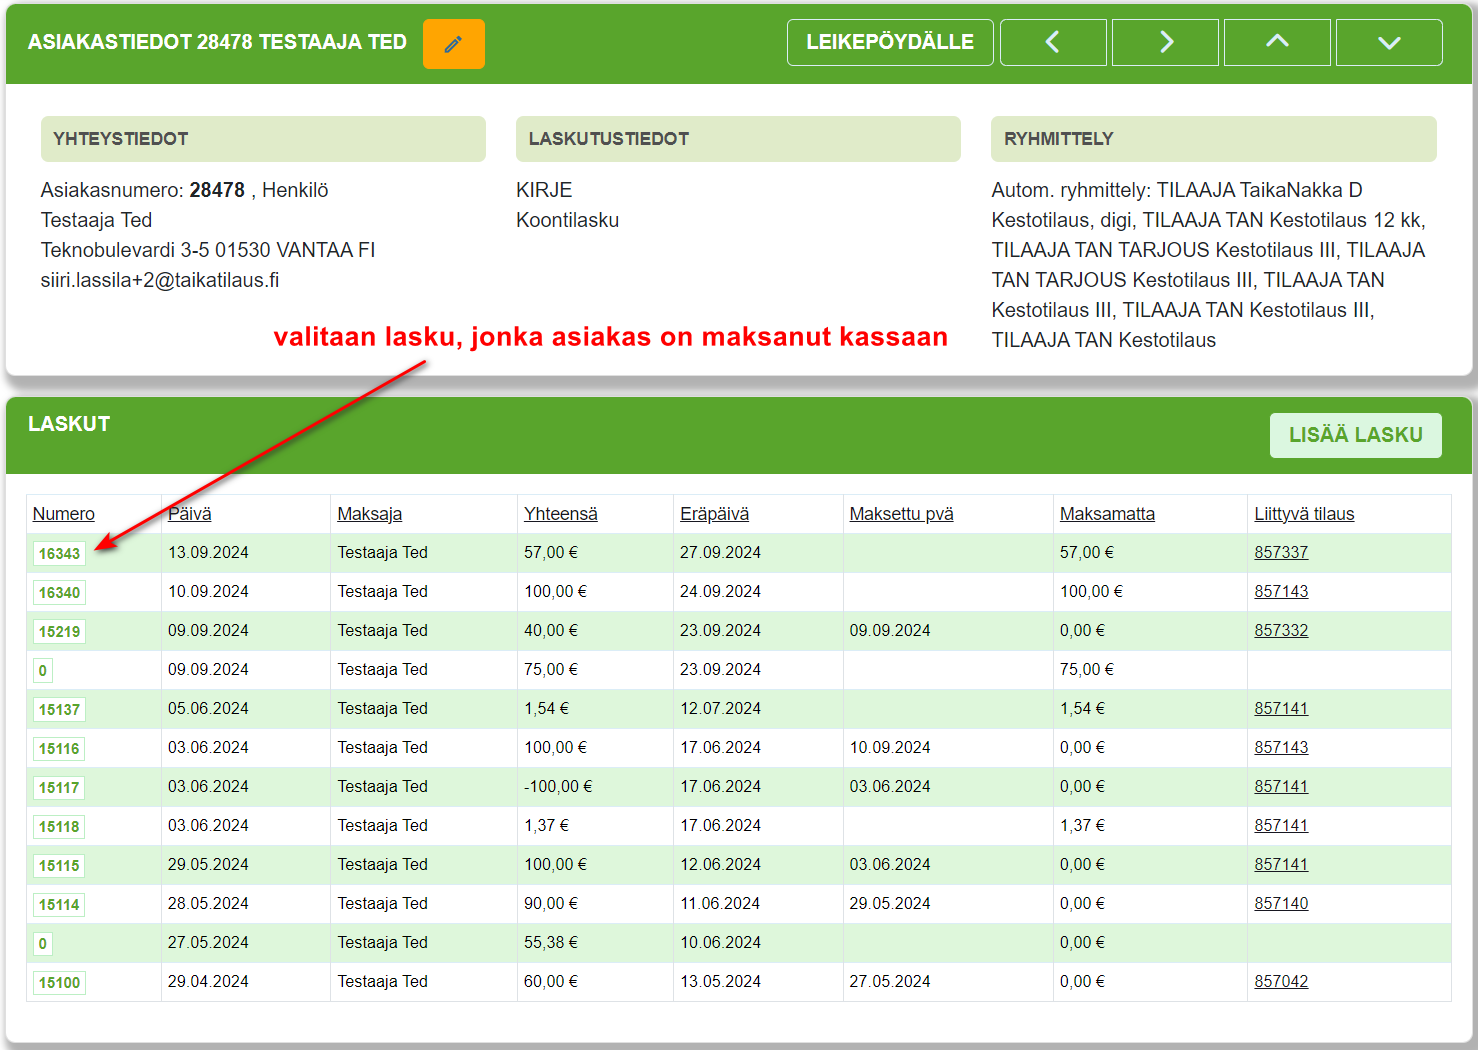 ASIAKASTIEDOT 28478 TESTAAJA TED
LEIKEPÖYDÄLLE
YHTEYSTIEDOT
Asiakasnumero: 28478 , Henkilö
Testaaja Ted
Teknobulevardi 3-5 01530 VANTAA FI
siiri.lassila+2@taikatilaus.fi
LASKUTUSTIEDOT
KIRJE
Koontilasku
RYHMITTELY
Autom. ryhmittely: TILAAJA TaikaNakka D
Kestotilaus, digi, TILAAJA TAN Kestotilaus 12 kk,
TILAAJA TAN TARJOUS Kestotilaus III, TILAAJA
TAN TARJOUS Kestotilaus III, TILAAJA TAN
Kestotilaus III, TILAAJA TAN Kestotilaus III,
TILAAJA TAN Kestotilaus
valitaan lasku, jonka asiakas on maksanut kassaan
LASKUT
LISÄÄ LASKU
Numero Päivä Maksaja Yhteensä Eräpäivä Maksettu pvä Maksamatta Liittyvä tilaus
16343 13.09.2024 Testaaja Ted 57,00 € 27.09.2024 57,00 € 857337
16340 10.09.2024 Testaaja Ted 100,00 € 24.09.2024 100,00 € 857143
15219 09.09.2024 Testaaja Ted 40,00 € 23.09.2024 09.09.2024 0,00 € 857332
0 09.09.2024 Testaaja Ted 75,00 € 23.09.2024 75,00 €
15137 05.06.2024 Testaaja Ted 1,54 € 12.07.2024 1,54 € 857141
15116 03.06.2024 Testaaja Ted 100,00 € 17.06.2024 10.09.2024 0,00 € 857143
15117 03.06.2024 Testaaja Ted -100,00 € 17.06.2024 03.06.2024 0,00 € 857141
15118 03.06.2024 Testaaja Ted 1,37 € 17.06.2024 1,37 € 857141
15115 29.05.2024 Testaaja Ted 100,00 € 12.06.2024 03.06.2024 0,00 € 857141
15114 28.05.2024 Testaaja Ted 90,00 € 11.06.2024 29.05.2024 0,00 € 857140
0 27.05.2024 Testaaja Ted 55,38 € 10.06.2024 0,00 €
15100 29.04.2024 Testaaja Ted 60,00 € 13.05.2024 27.05.2024 0,00 € 857042